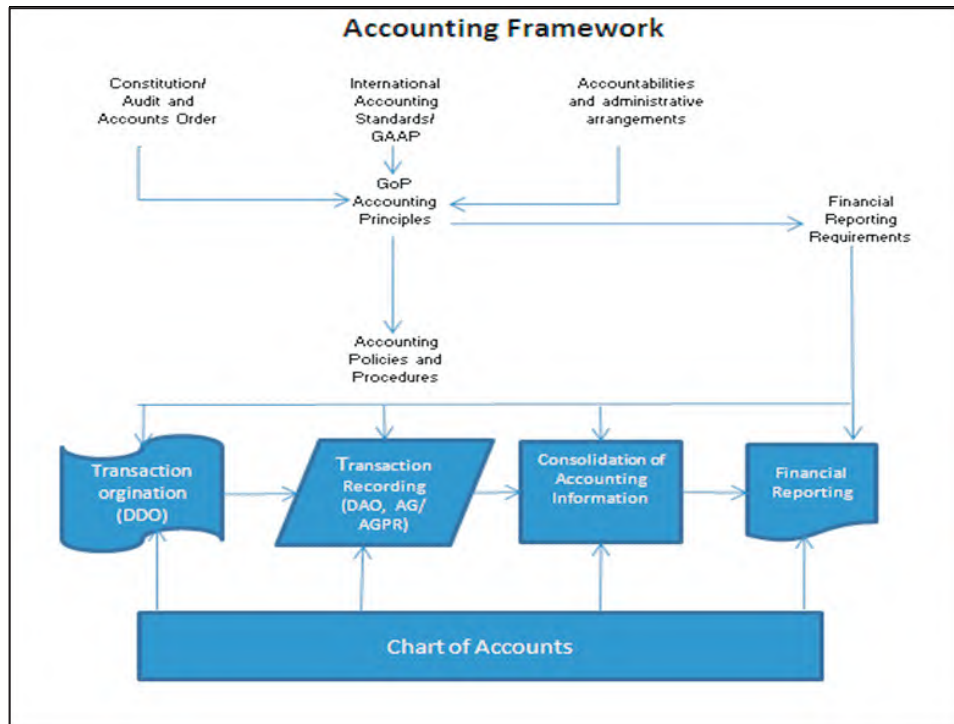 Accounting Framework
Constitution/
Audit and
Accounts Order
International
Accounting
Standards/
GAAP
Accountabilities
and administrative
arrangements
GoP
Accounting
Principles
Financial
Reporting
Requirements
Accounting
Policies and
Procedures
Transaction
orgination
(DDO)
Transaction
Recording
(DAO, AG/
AGPR)
Consolidation of
Accounting
Information
Financial
Reporting
Chart of Accounts